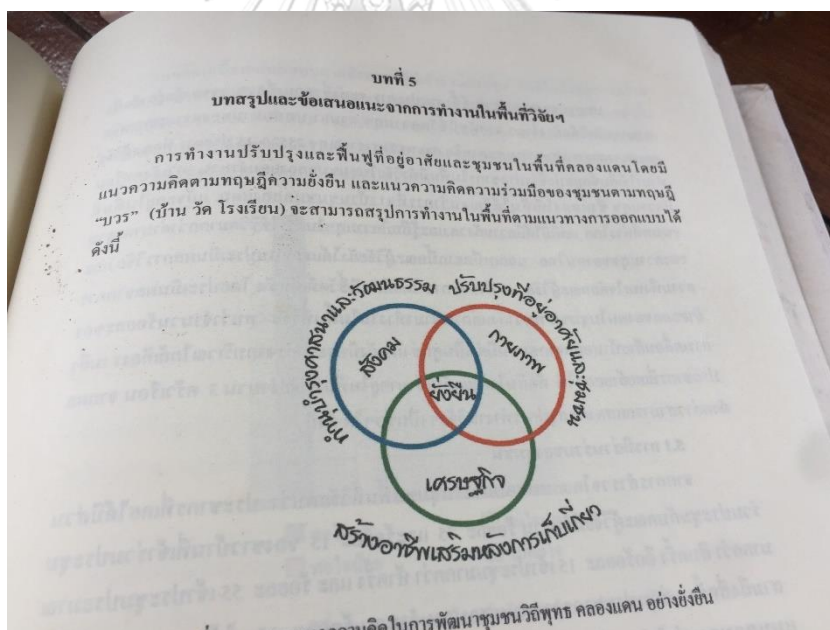 บทที่ 5
บทสรุปและข้อเสนอแนะจากการทำงานในพื้นที่วิจัยฯ
การทำงานปรับปรุงและฟื้นฟูที่อยู่อาศัยและชุมชนในพื้นที่คลองแดนโดยมี
แนวความคิดตามทฤษฎีความยั่งยืน และแนวความคิดความร่วมมือของชุมชนตามทฤษฎี
“บวร” (บ้าน วัด โรงเรียน) จะสามารถสรุปการทำงานในพื้นที่ตามแนวทางการออกแบบได้
ดังนี้
ทำนุบำรุงศาสนาและวัฒนธรรม
ปรับปรุงที่อยู่อาศัยและชุมชน
สังคม
กายภาพ
ยั่งยืน
เศรษฐกิจ
สร้างอาชีพเสริมหลังการเก็บเกี่ยว
ความคิดในการพัฒนาชุมชนวิถีพุทธ คลองแดน อย่างยั่งยืน